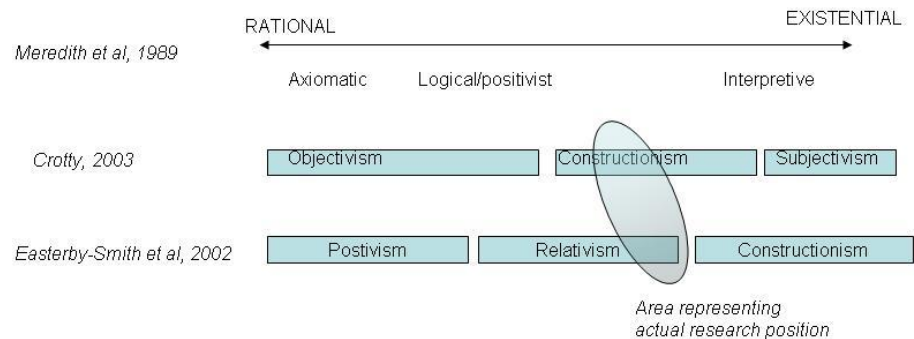 RATIONAL
EXISTENTIAL
Meredith et al, 1989
Axiomatic Logical/positivist Interpretive
Crotty, 2003
Objectivism Constructionism Subjectivism
Easterby-Smith et al, 2002
Postivism Relativism Constructionism
Area representing
actual research position